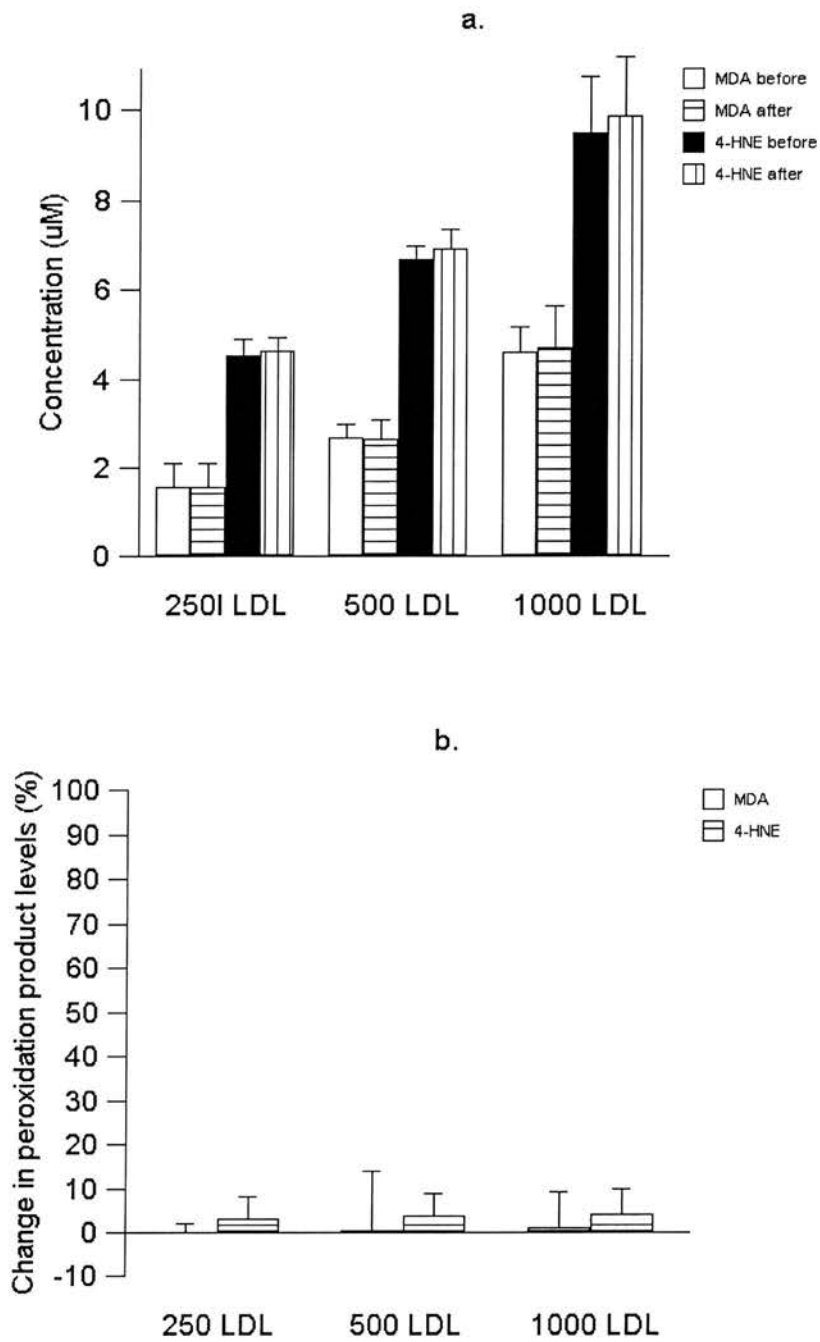 a.
MDA before
MDA after
4-HNE before
4-HNE after
Concentration (uM)
10
8
6
4
2
0
250l LDL
500 LDL
1000 LDL
b.
MDA
4-HNE
Change in peroxidation product levels (%)
100
90
80
70
60
50
40
30
20
10
0
-10
250 LDL
500 LDL
1000 LDL